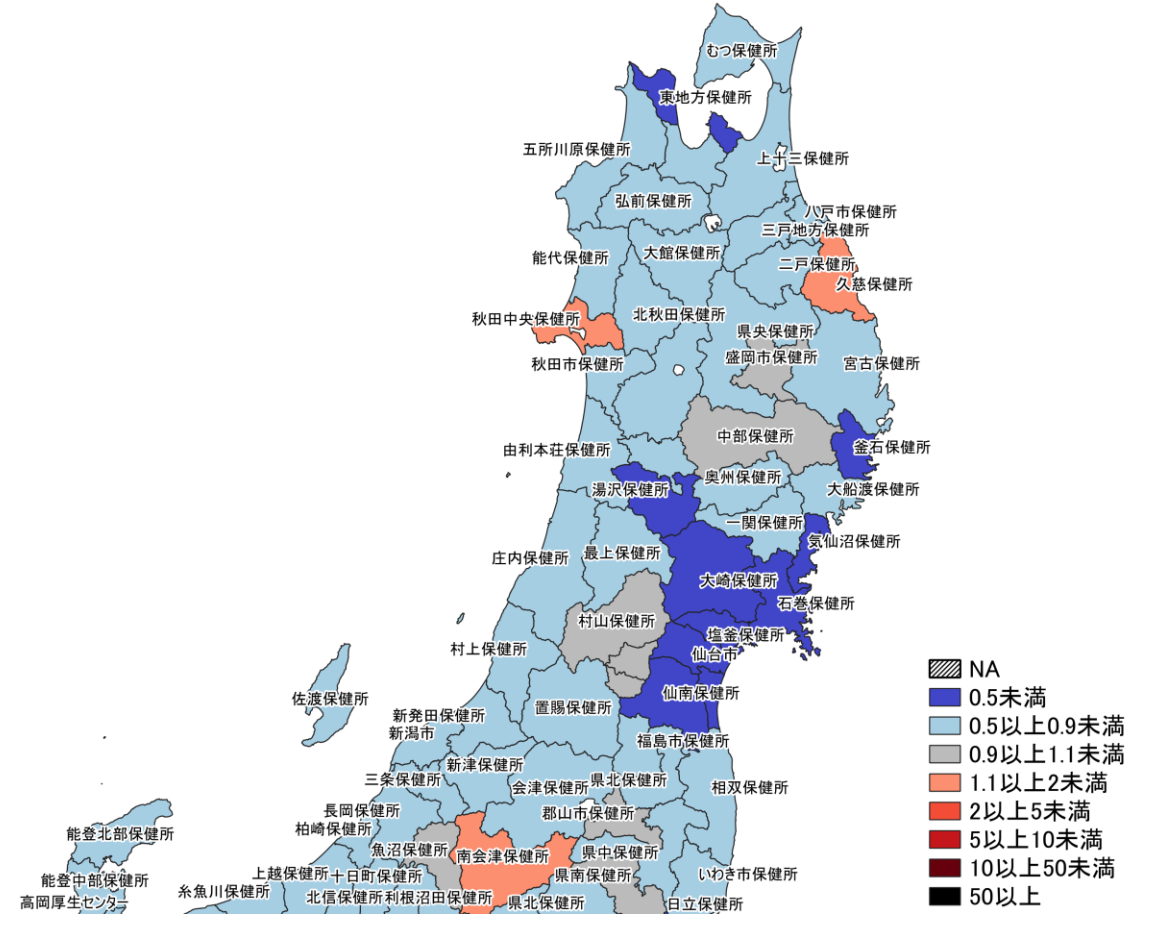 むつ保健所
東地方保健所
五所川原保健所
上十三保健所
弘前保健所
八戸市保健所
三戸地方保健所
大館保健所
能代保健所
二戸保健所
久慈保健所
北秋田保健所
秋田中央保健所
県央保健所
盛岡市保健所
秋田市保健所
宮古保健所
中部保健所
由利本荘保健所
釜石保健所
奥州保健所
湯沢保健所
大船渡保健所
一関保健所
気仙沼保健所
庄内保健所
最上保健所
大崎保健所
石巻保健所
村山保健所
塩釜保健所
村上保健所
仙台市
佐渡保健所
仙南保健所
置賜保健所
新発田保健所
新潟市
福島市保健所
新津保健所
三条保健所
会津保健所
県北保健所
相双保健所
長岡保健所
郡山市保健所
柏崎保健所
能登北部保健所
魚沼保健所
南会津保健所
県中保健所
上越保健所
十日町保健所
県南保健所
いわき市保健所
能登中部保健所
糸魚川保健所
北信保健所
利根沼田保健所
高岡厚生センター
県北保健所
日立保健所
NA
0.5未満
0.5以上0.9未満
0.9以上1.1未満
1.1以上2未満
2以上5未満
5以上10未満
10以上50未満
50以上